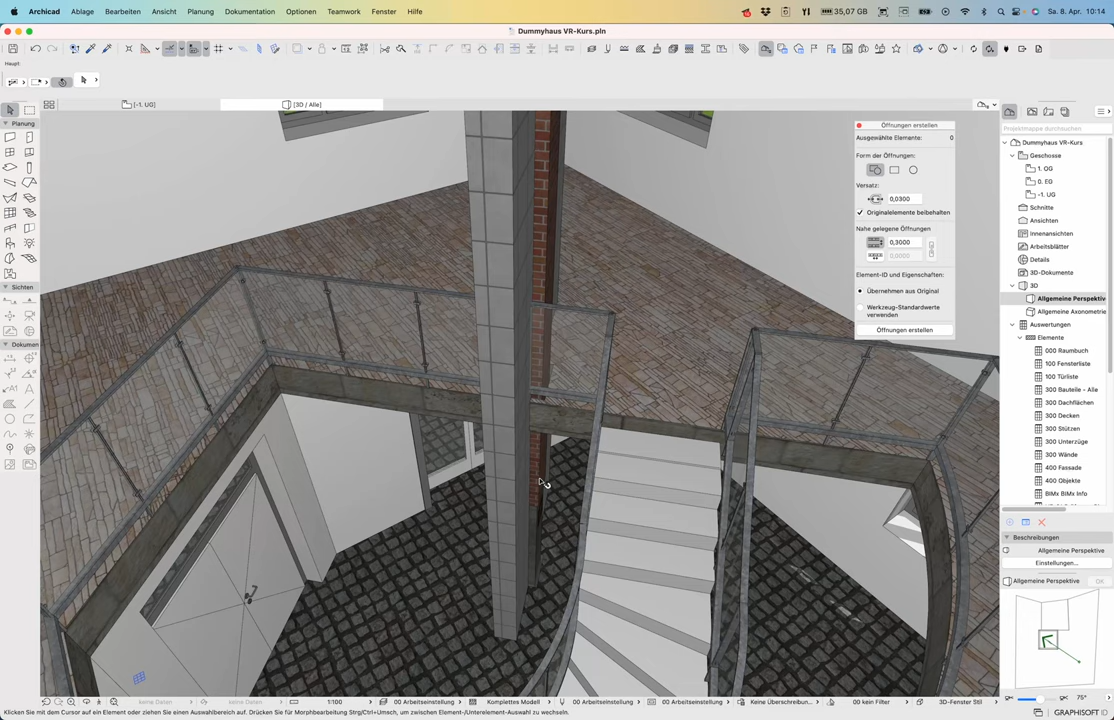 Archicad Ablage Bearbeiten Ansicht Planung Dokumentation Optionen Teamwork Fenster Hilfe
35,07 GB
Sa. 8. Apr. 10:14
Dummyhaus VR-Kurs.pln
Haupt:
[-1. UG]
[3D / Alle]
Planung
Sichten
Dokumen
Öffnungen erstellen
Ausgewählte Elemente: 0
Form der Öffnungen:
Versatz:
0,0300
Originalelemente beibehalten
Nahe gelegene Öffnungen
0,3000
0,0000
Element-ID und Eigenschaften:
Übernehmen aus Original
Werkzeug-Standardwerte
verwenden
Öffnungen erstellen
Projektmappe durchsuchen
Dummyhaus VR-Kurs
Geschosse
1. OG
0. EG
-1. UG
Schnitte
Ansichten
Innenansichten
Arbeitsblätter
Details
3D-Dokumente
3D
Allgemeine Perspektiv
Allgemeine Axonometrie
Auswertungen
Elemente
000 Raumbuch
100 Fensterliste
100 Türliste
300 Bauteile - Alle
300 Dachflächen
300 Decken
300 Stützen
300 Unterzüge
300 Wände
400 Fassade
400 Objekte
BIMx BIMx Info
Beschreibungen
Allgemeine Perspektive
Einstellungen...
Allgemeine Perspektive
OK
75°
keine Daten
keine Daten
1:100
00 Arbeitseinstellung
Komplettes Modell
00 Arbeitseinstellung
00 Arbeitseinstellung
Keine Überschreibun...
00 kein Filter
3D-Fenster Stil
Klicken Sie mit dem Cursor auf ein Element oder ziehen Sie einen Auswahlbereich auf. Drücken Sie für Morphbearbeitung Strg/Ctrl+Umsch, um zwischen Element-/Unterelement-Auswahl zu wechseln.
GRAPHISOFT ID